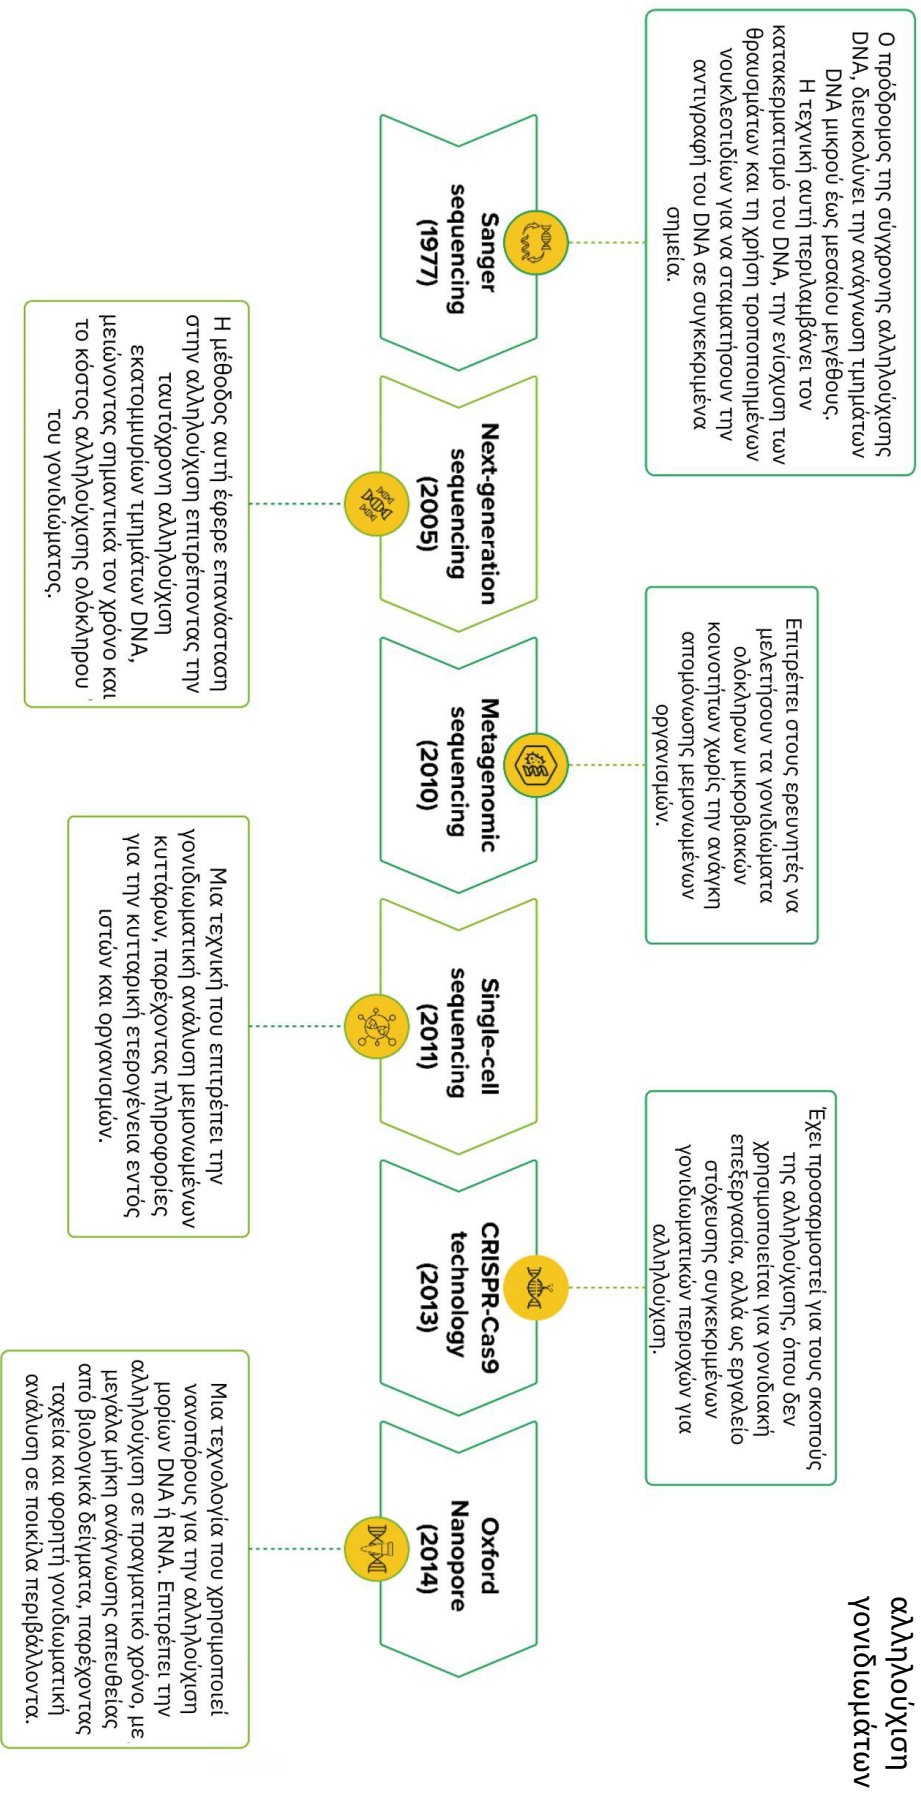 αλληλούχιση
γονιδιωμάτων
Ο πρόδρομος της σύγχρονης αλληλούχισης
DNA, διευκολύνει την ανάγνωση τμημάτων
DNA μικρού έως μεσαίου μεγέθους.
Η τεχνική αυτή περιλαμβάνει τον
κατακερματισμό του DNA, την ενίσχυση των
θραυσμάτων και τη χρήση τροποποιημένων
νουκλεοτιδίων για να σταματήσουν την
αντιγραφή του DNA σε συγκεκριμένα
σημεία.
Επιτρέπει στους ερευνητές να
μελετήσουν τα γονιδιώματα
ολόκληρων μικροβιακών
κοινοτήτων χωρίς την ανάγκη
απομόνωσης μεμονωμένων
οργανισμών.
Έχει προσαρμοστεί για τους σκοπούς
της αλληλούχισης, όπου δεν
χρησιμοποιείται για γονιδιακή
επεξεργασία, αλλά ως εργαλείο
στόχευσης συγκεκριμένων
γονιδιωματικών περιοχών για
αλληλούχιση.
Sanger
sequencing
(1977)
Next-generation
sequencing
(2005)
Metagenomic
sequencing
(2010)
Single-cell
sequencing
(2011)
CRISPR-Cas9
technology
(2013)
Oxford
Nanopore
(2014)
Η μέθοδος αυτή έφερε επανάσταση
στην αλληλούχιση επιτρέποντας την
ταυτόχρονη αλληλούχιση
εκατομμυρίων τμημάτων DNA,
μειώνοντας σημαντικά τον χρόνο και
το κόστος αλληλούχισης ολόκληρου
του γονιδιώματος.
Μια τεχνική που επιτρέπει την
γονιδιωματική ανάλυση μεμονωμένων
κυττάρων, παρέχοντας πληροφορίες
για την κυτταρική ετερογένεια εντός
ιστών και οργανισμών.
Μια τεχνολογία που χρησιμοποιεί
νανοπόρους για την αλληλούχιση
μορίων DNA ή RNA. Επιτρέπει την
αλληλούχιση σε πραγματικό χρόνο, με
μεγάλα μήκη ανάγνωσης απευθείας
από βιολογικά δείγματα, παρέχοντας
ταχεία και φορητή γονιδιωματική
ανάλυση σε ποικίλα περιβάλλοντα.